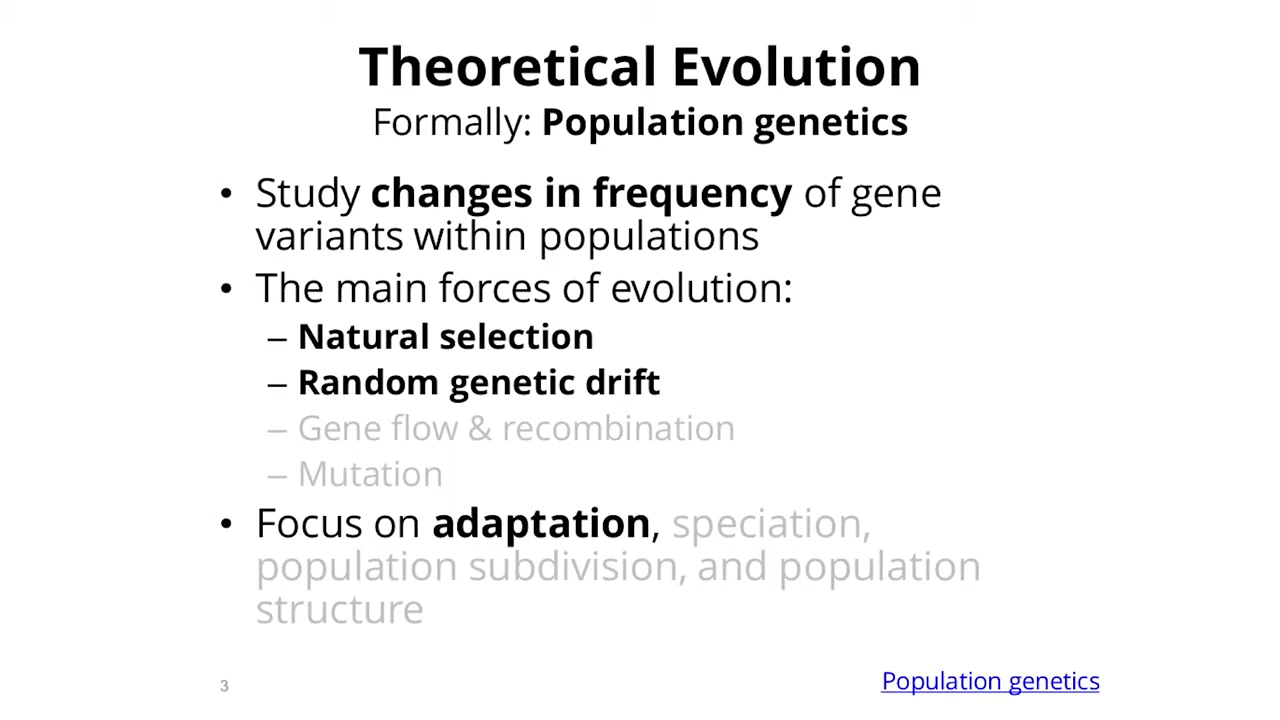 Theoretical Evolution
Formally: Population genetics
• Study changes in frequency of gene
variants within populations
• The main forces of evolution:
– Natural selection
– Random genetic drift
– Gene flow & recombination
– Mutation
• Focus on adaptation, speciation,
population subdivision, and population
structure
3
Population genetics